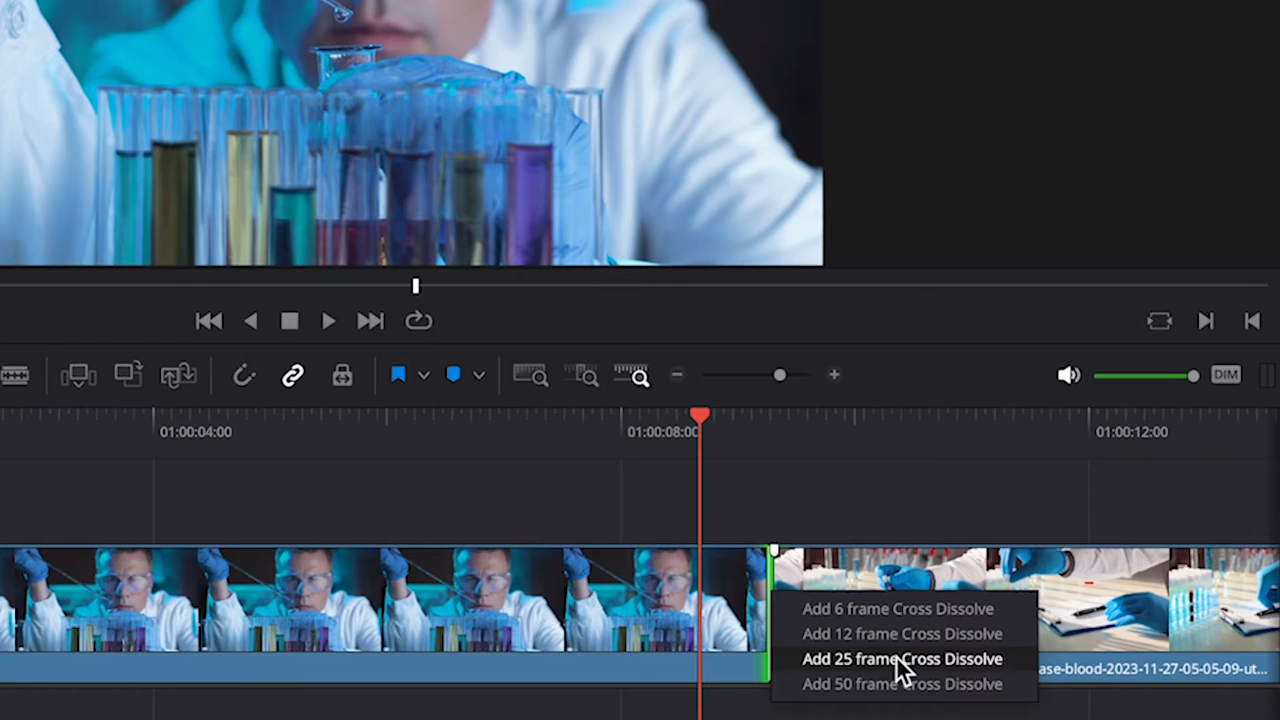 DIM
01:00:04:00
01:00:08:00
01:00:12:00
Add 6 frame Cross Dissolve
Add 12 frame Cross Dissolve
Add 25 frame Cross Dissolve
Add 50 frame Cross Dissolve
ase-blood-2023-11-27-05-05-09-ut...